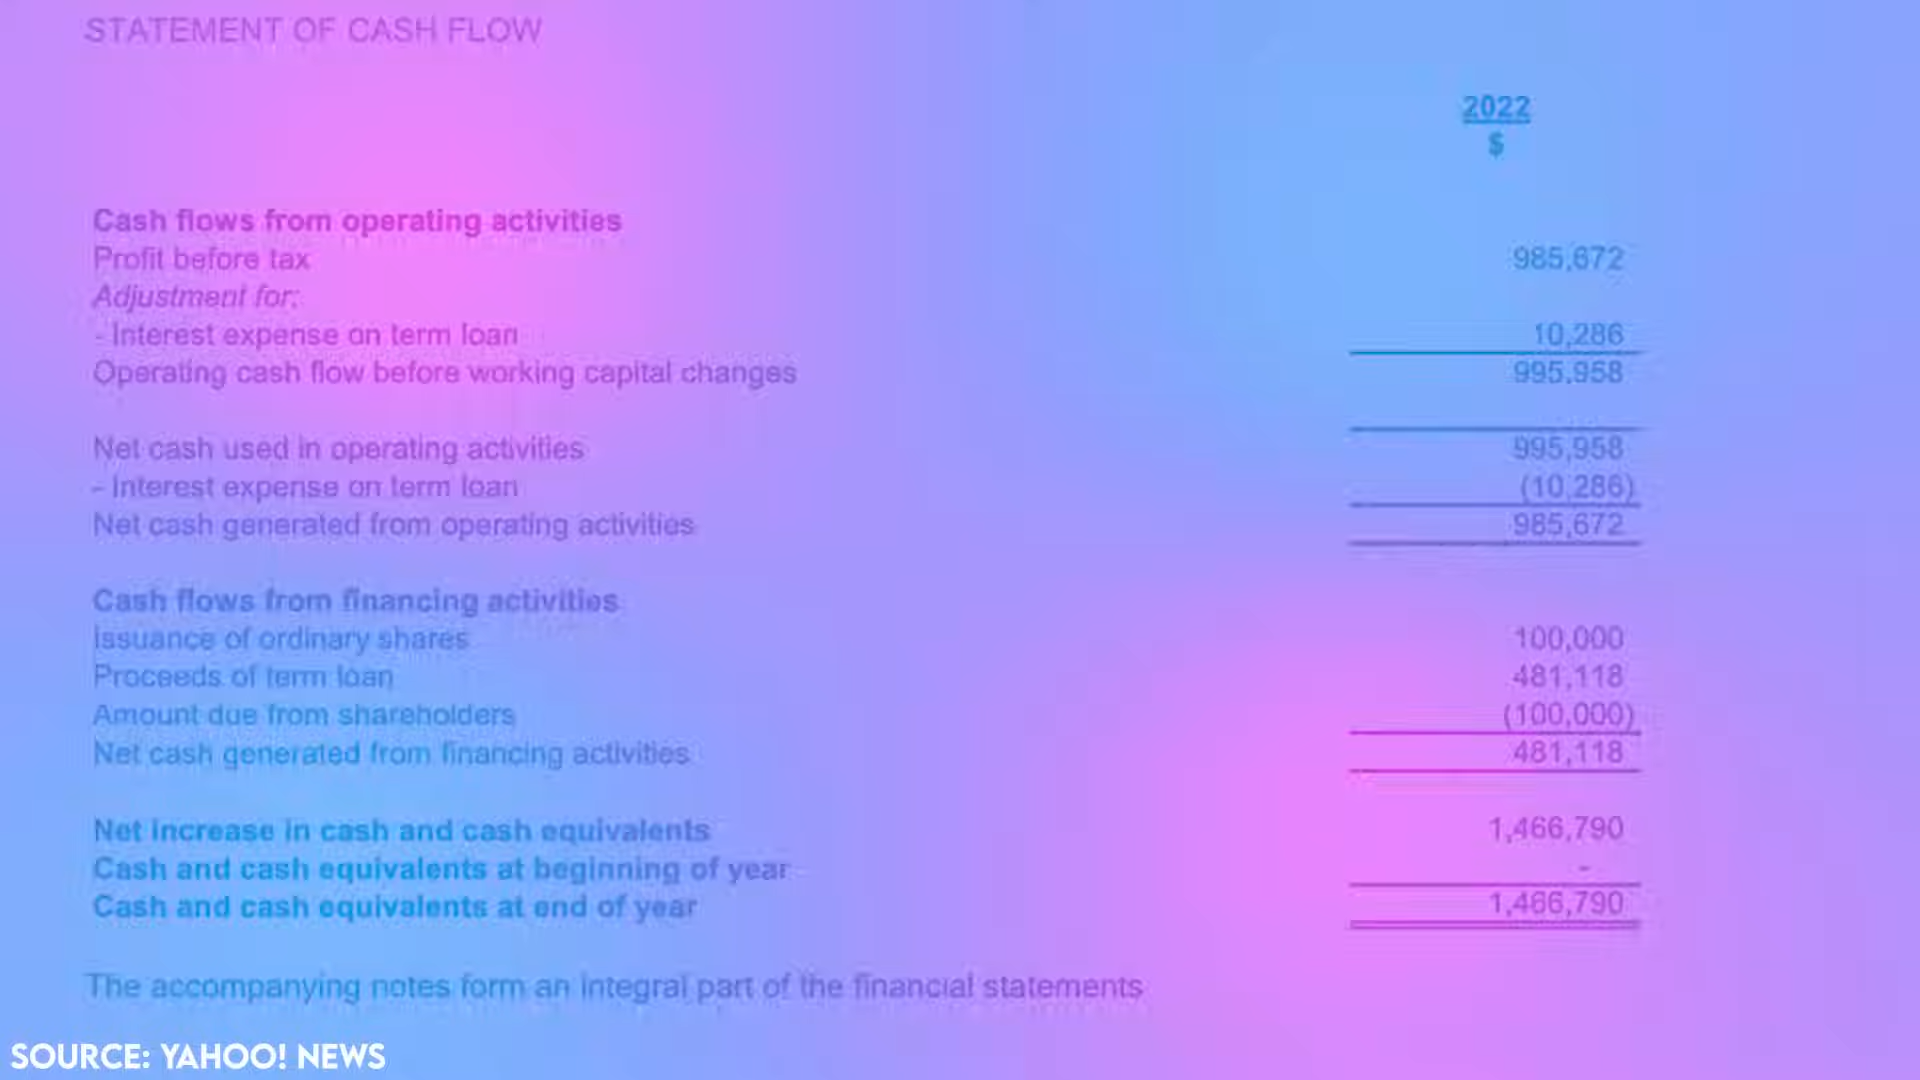 STATEMENT OF CASH FLOW
2022
$
Cash flows from operating activities
Profit before tax 985,672
Adjustment for:
- Interest expense on term loan 10,286
Operating cash flow before working capital changes 995,958
Net cash used in operating activities 995,958
- Interest expense on term loan (10,286)
Net cash generated from operating activities 985,672
Cash flows from financing activities
Issuance of ordinary shares 100,000
Proceeds of term loan 481,118
Amount due from shareholders (100,000)
Net cash generated from financing activities 481,118
Net increase in cash and cash equivalents 1,466,790
Cash and cash equivalents at beginning of year -
Cash and cash equivalents at end of year 1,466,790
The accompanying notes form an integral part of the financial statements
SOURCE: YAHOO! NEWS